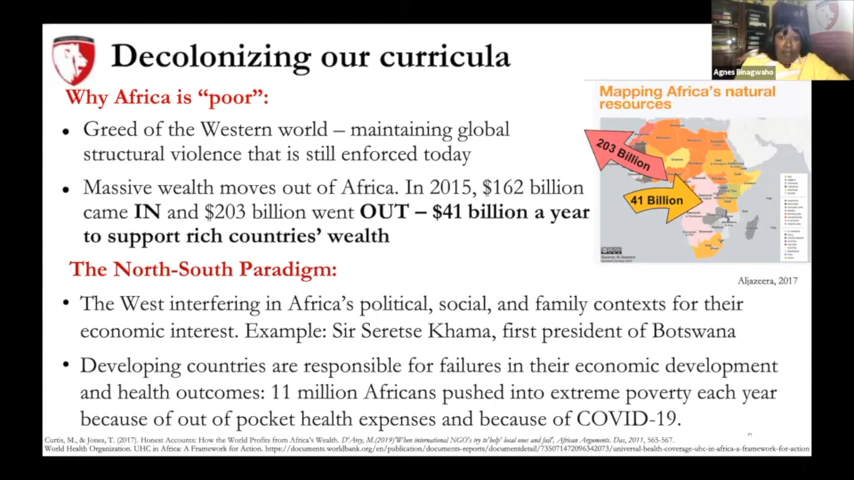 Decolonizing our curricula
Agnes Binagwaho
Why Africa is “poor”:
• Greed of the Western world – maintaining global
structural violence that is still enforced today
• Massive wealth moves out of Africa. In 2015, $162 billion
came IN and $203 billion went OUT – $41 billion a year
to support rich countries’ wealth
Mapping Africa's natural
resources
203 Billion
41 Billion
Aljazeera, 2017
The North-South Paradigm:
• The West interfering in Africa’s political, social, and family contexts for their
economic interest. Example: Sir Seretse Khama, first president of Botswana
• Developing countries are responsible for failures in their economic development
and health outcomes: 11 million Africans pushed into extreme poverty each year
because of out of pocket health expenses and because of COVID-19.
Curtis, M., & Jones, T. (2017). Honest Accounts: How the World Profits from Africa's Wealth. D'Arsy, M.(2019)'When international NGO's try to 'help' local ones and fail', African Arguments. Das, 2011, 565-567.
World Health Organization. UHC in Africa: A Framework for Action. https://documents.worldbank.org/en/publication/documents-reports/documentdetail/735071472096342073/universal-health-coverage-uhc-in-africa-a-framework-for-action